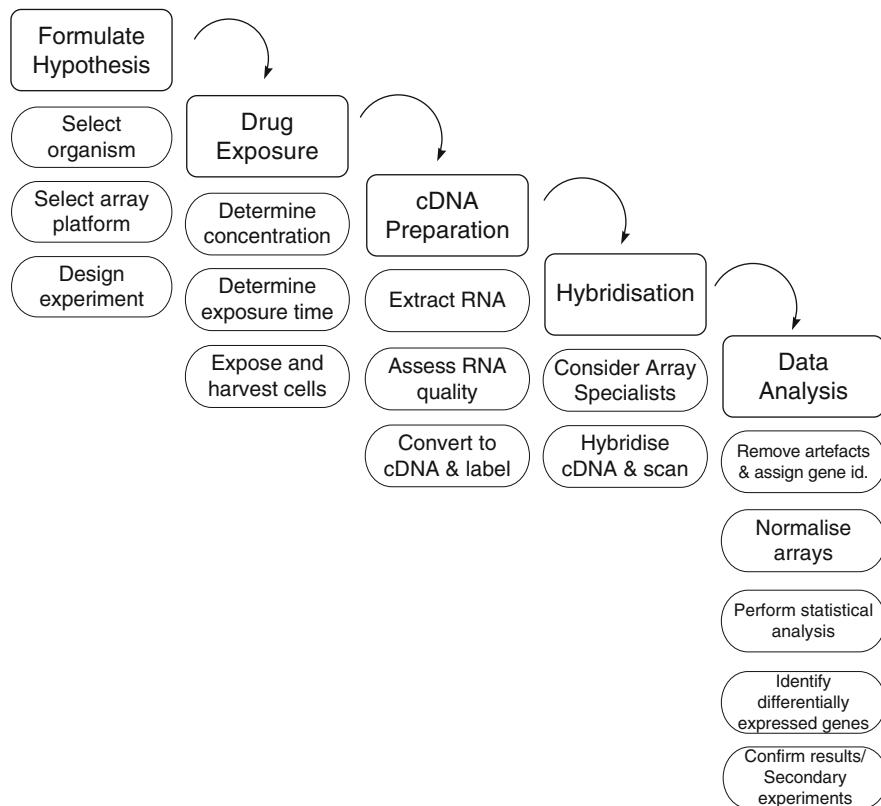 Formulate
Hypothesis
Select
organism
Select array
platform
Design
experiment
Drug
Exposure
Determine
concentration
Determine
exposure time
Expose and
harvest cells
cDNA
Preparation
Extract RNA
Assess RNA
quality
Convert to
cDNA & label
Hybridisation
Consider Array
Specialists
Hybridise
cDNA & scan
Data
Analysis
Remove artefacts
& assign gene id.
Normalise
arrays
Perform statistical
analysis
Identify
differentially
expressed genes
Confirm results/
Secondary
experiments